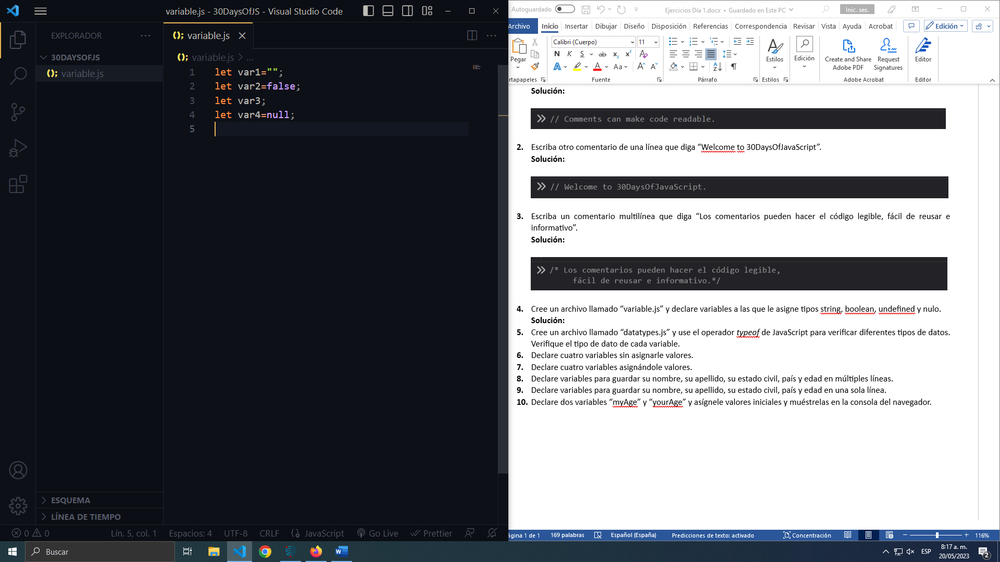 variable.js - 30DaysOfJS - Visual Studio Code
EXPLORADOR
30DAYSOFJS
variable.js
variable.js
variable.js > ...
1 let var1="";
2 let var2=false;
3 let var3;
4 let var4=null;
5
ESQUEMA
LÍNEA DE TIEMPO
0 0 Lín. 5, col. 1 Espacios: 4 UTF-8 CRLF JavaScript Go Live Prettier
Autoguardado Ejercicios Día 1.docx • Guardado en Este PC Inic. ses.
Archivo Inicio Insertar Dibujar Diseño Disposición Referencias Correspondencia Revisar Vista Ayuda Acrobat Edición
Pegar
Calibri (Cuerpo) 11
N K S ab x₂ x² A
A A Aa A A
Estilos
Edición
Create and Share Adobe PDF
Request Signatures
Editor
rtapapeles Fuente Párrafo Estilos Adobe Acrobat Editor
Solución:
» // Comments can make code readable.
2. Escriba otro comentario de una línea que diga “Welcome to 30DaysOfJavaScript”.
Solución:
» // Welcome to 30DaysOfJavaScript.
3. Escriba un comentario multilínea que diga “Los comentarios pueden hacer el código legible, fácil de reusar e
informativo”.
Solución:
» /* Los comentarios pueden hacer el código legible,
fácil de reusar e informativo.*/
4. Cree un archivo llamado “variable.js” y declare variables a las que le asigne tipos string, boolean, undefined y nulo.
Solución:
5. Cree un archivo llamado “datatypes.js” y use el operador typeof de JavaScript para verificar diferentes tipos de datos.
Verifique el tipo de dato de cada variable.
6. Declare cuatro variables sin asignarle valores.
7. Declare cuatro variables asignándole valores.
8. Declare variables para guardar su nombre, su apellido, su estado civil, país y edad en múltiples líneas.
9. Declare variables para guardar su nombre, su apellido, su estado civil, país y edad en una sola línea.
10. Declare dos variables “myAge” y “yourAge” y asígnele valores iniciales y muéstrelas en la consola del navegador.
ágina 1 de 1 169 palabras Español (España) Predicciones de texto: activado Concentración 116%
Buscar
ESP
8:17 a. m.
20/05/2023
2